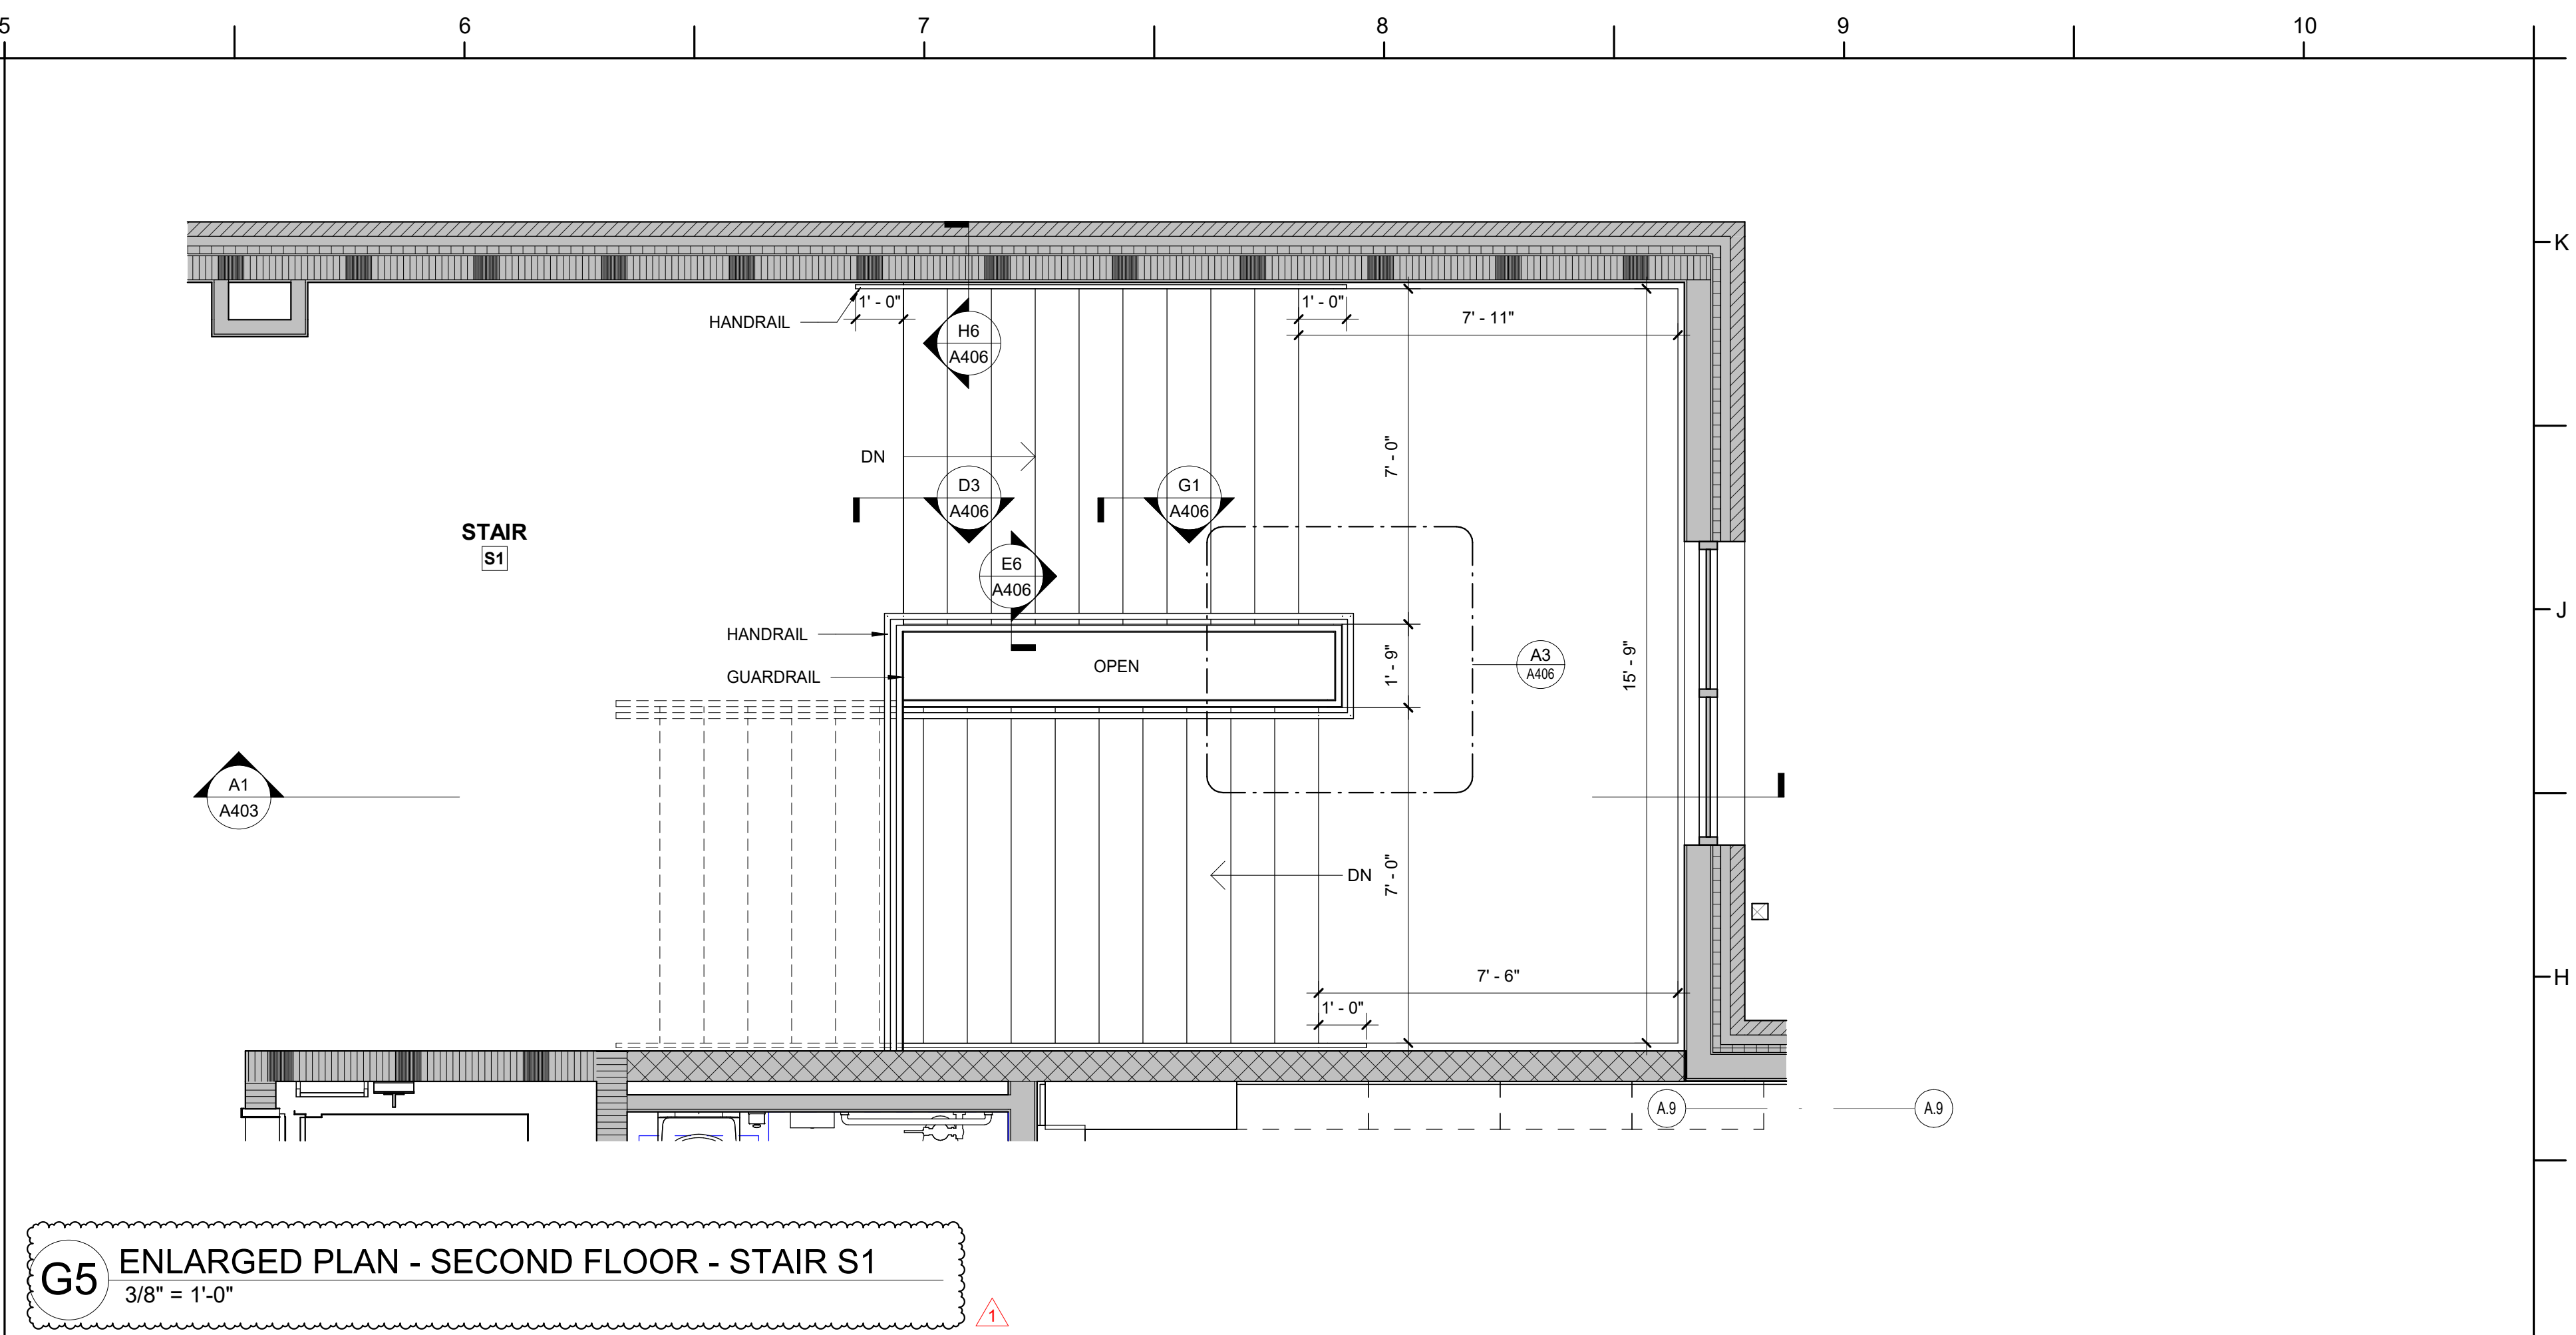 5
6
7
8
9
10
K
HANDRAIL
1' - 0"
H6
A406
1' - 0"
7' - 11"
DN
D3
A406
G1
A406
7' - 0"
STAIR
S1
E6
A406
J
HANDRAIL
GUARDRAIL
OPEN
1' - 9"
15' - 9"
A3
A406
A1
A403
DN
7' - 0"
7' - 6"
H
1' - 0"
A.9
A.9
G5
ENLARGED PLAN - SECOND FLOOR - STAIR S1
3/8" = 1'-0"
1